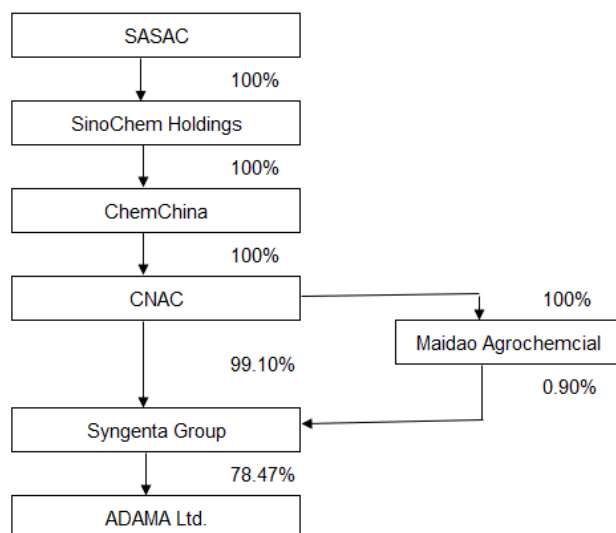 SASAC
100%
SinoChem Holdings
100%
ChemChina
100%
CNAC
100%
Maidao Agrochemcial
99.10%
0.90%
Syngenta Group
78.47%
ADAMA Ltd.